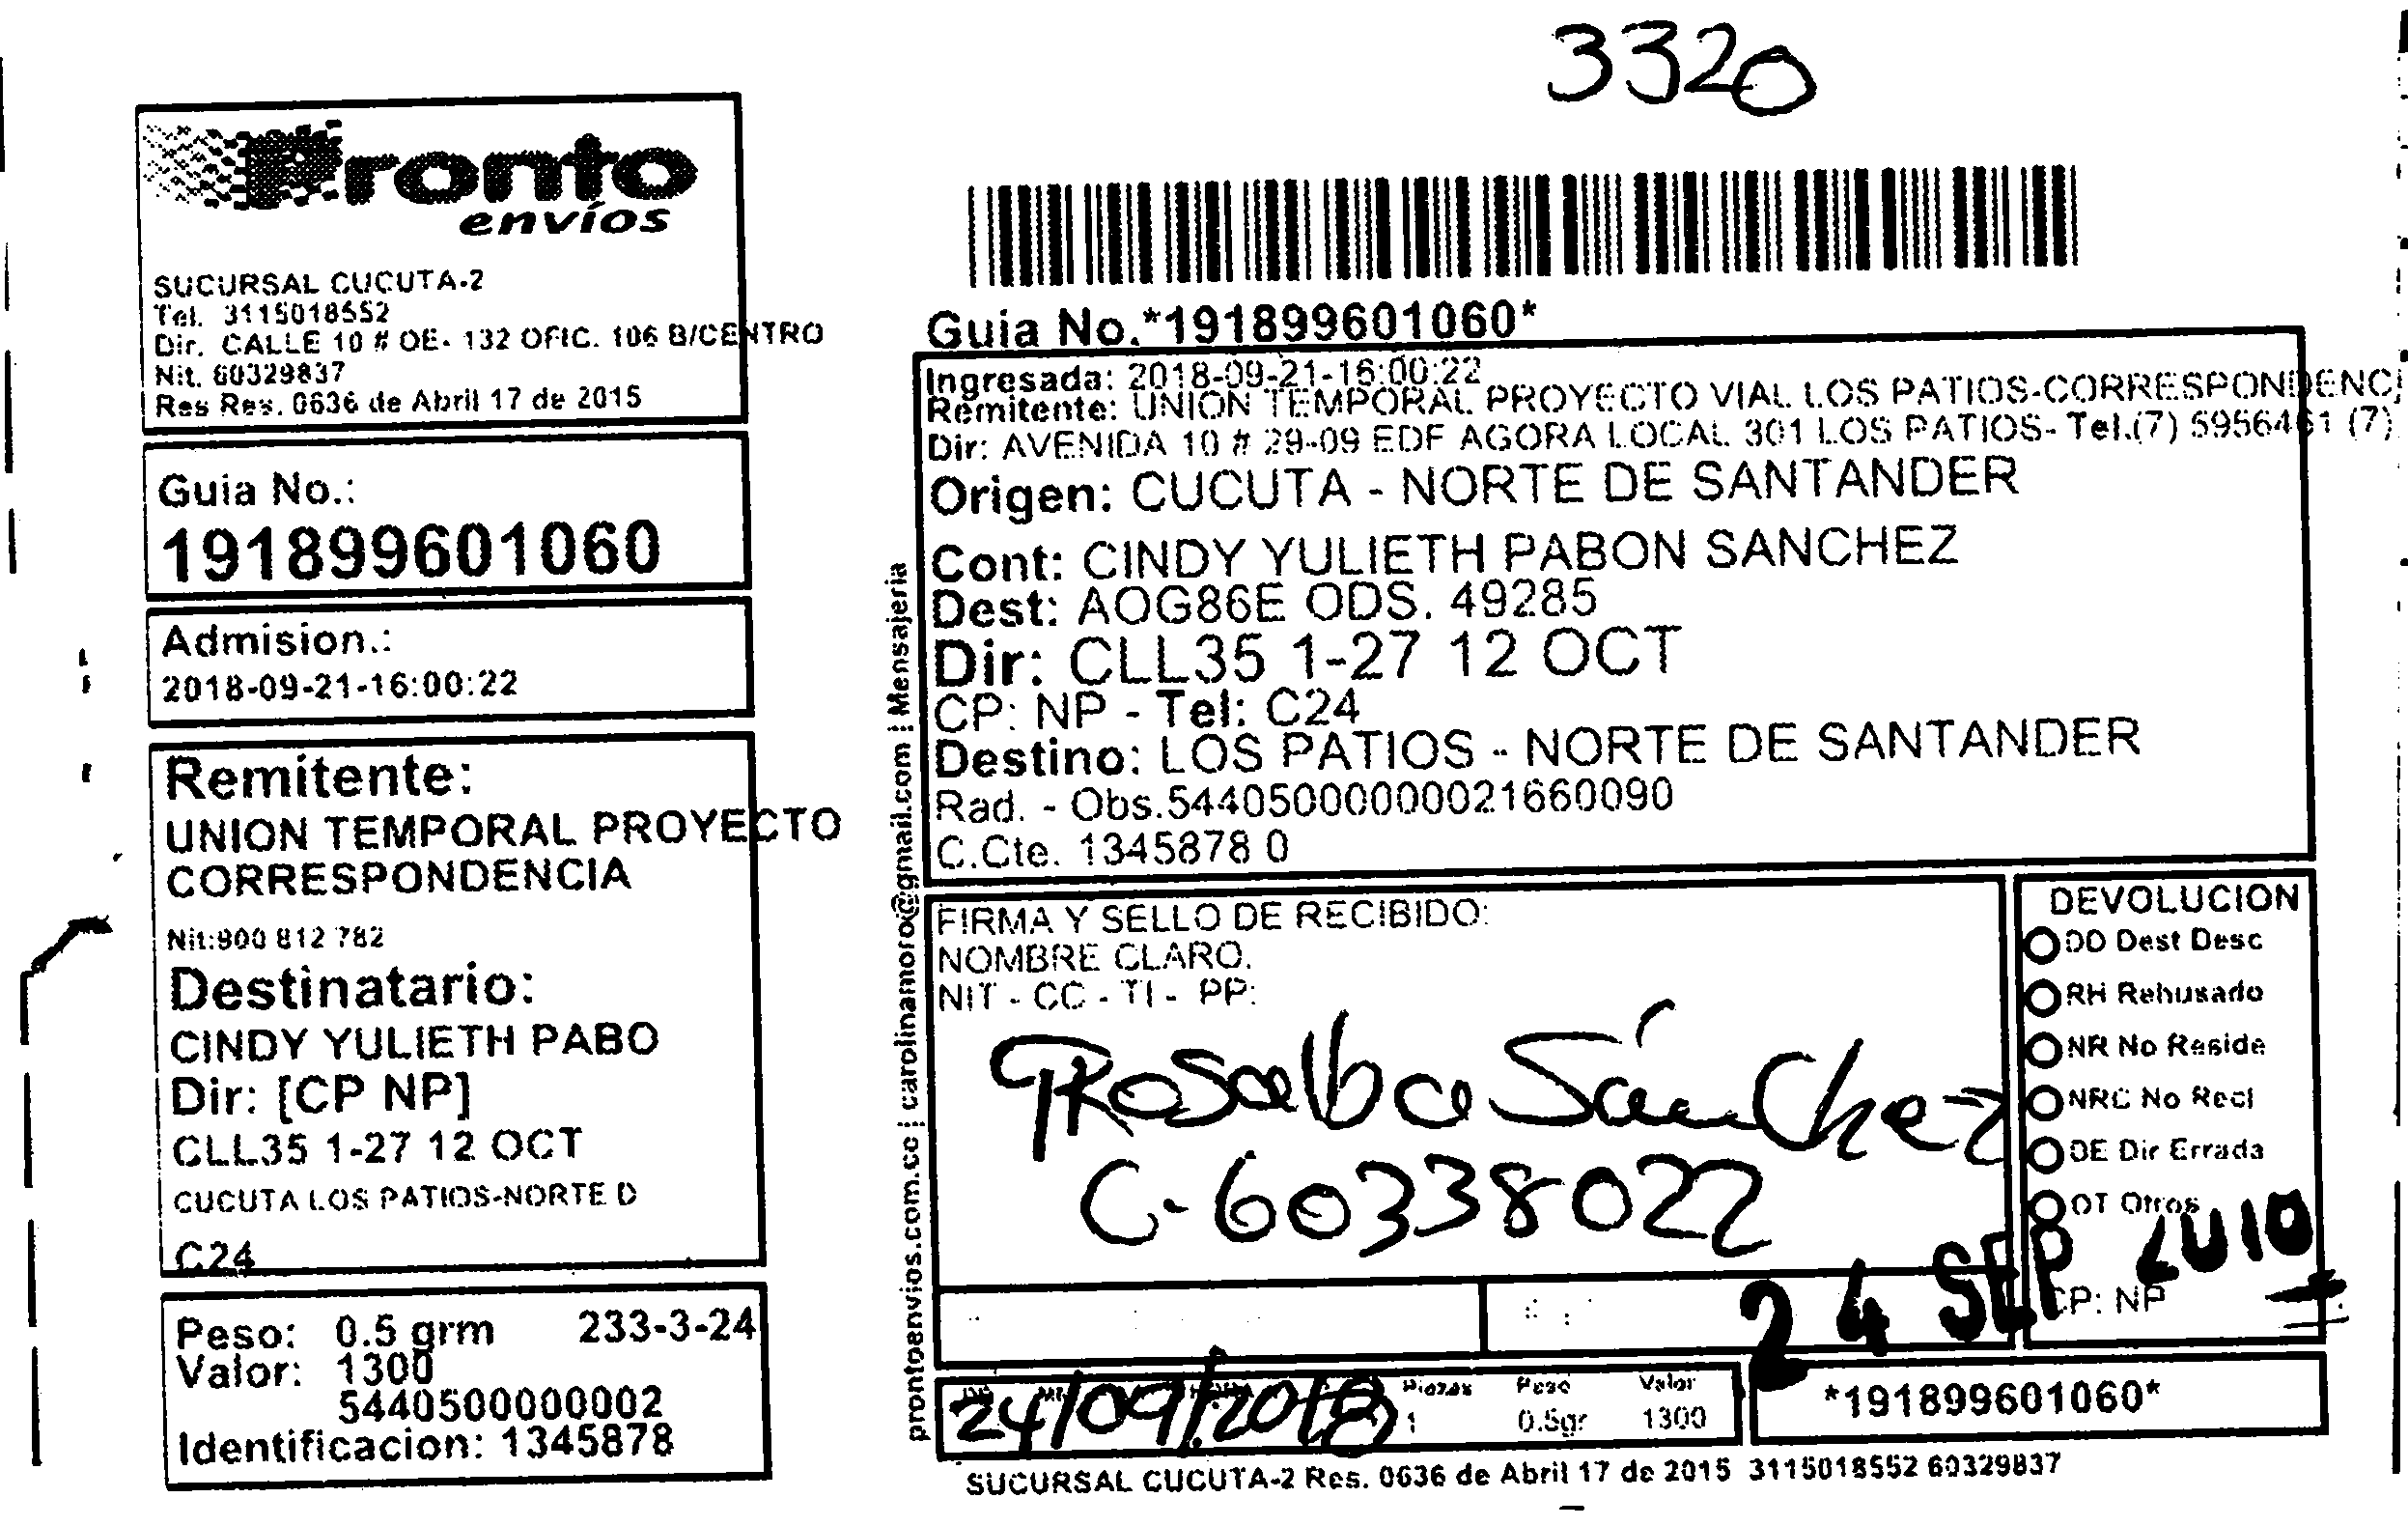 3320
Pronto
envíos
SUCURSAL CUCUTA-2
Tel. 3115018552
Dir. CALLE 10 # OE- 132 OFIC. 106 B/CENTRO
Nit. 60329837
Res Res. 0636 de Abril 17 de 2015
Guia No.:
191899601060
Admision.:
2018-09-21-16:00:22
Remitente:
UNION TEMPORAL PROYECTO
CORRESPONDENCIA
Nit:900 812 782
Destinatario:
CINDY YULIETH PABO
Dir: [CP NP]
CLL35 1-27 12 OCT
CUCUTA LOS PATIOS-NORTE D
C24
Peso: 0.5 grm 233-3-24
Valor: 1300
5440500000002
Identificacion: 1345878
prontoenvios.com.co | carolinamoro@gmail.com | Mensajeria
Guia No.*191899601060*
Ingresada: 2018-09-21-16:00:22
Remitente: UNION TEMPORAL PROYECTO VIAL LOS PATIOS-CORRESPONDENCI
Dir: AVENIDA 10 # 29-09 EDF AGORA LOCAL 301 LOS PATIOS- Tel.(7) 5956461 (7)
Origen: CUCUTA - NORTE DE SANTANDER
Cont: CINDY YULIETH PABON SANCHEZ
Dest: AOG86E ODS. 49285
Dir: CLL35 1-27 12 OCT
CP: NP - Tel: C24
Destino: LOS PATIOS - NORTE DE SANTANDER
Rad. - Obs.544050000000021660090
C.Cte. 1345878 0
FIRMA Y SELLO DE RECIBIDO:
NOMBRE CLARO.
NIT - CC - TI - PP:
Rosalba Sánchez
C-60338022
DEVOLUCION
DD Dest Desc
RH Rehusado
NR No Reside
NRC No Recl
DE Dir Errada
OT Otros
24 SEP
CP: NP
24/09/2018
Piezas Peso Valor
1 0.5gr 1300
*191899601060*
SUCURSAL CUCUTA-2 Res. 0636 de Abril 17 de 2015 3115018552 60329837